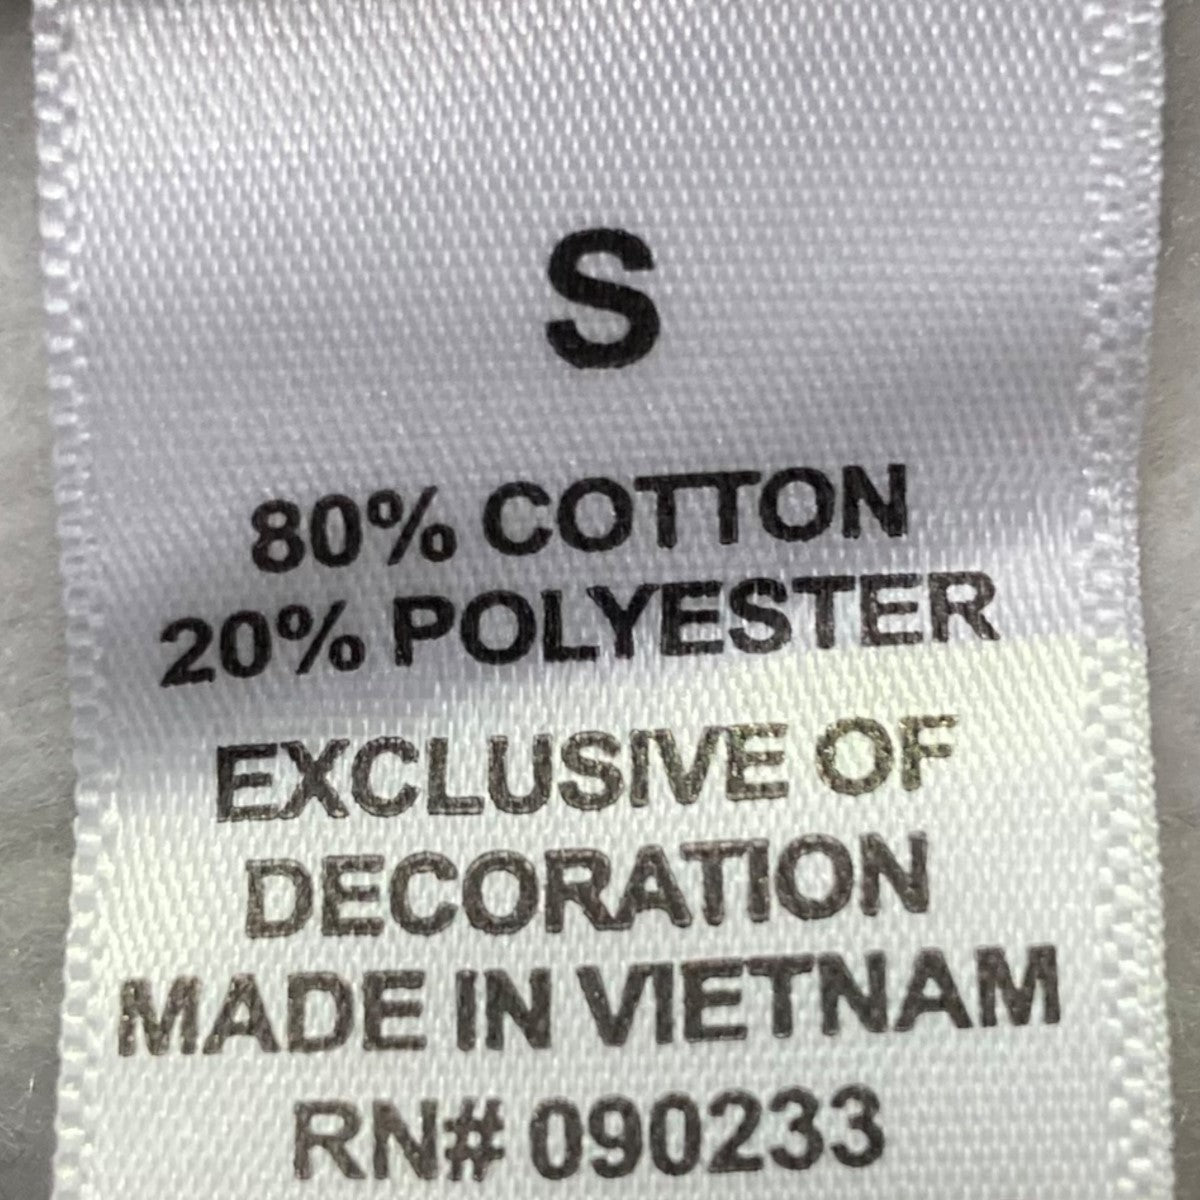 S
80% COTTON
20% POLYESTER
EXCLUSIVE OF
DECORATION
MADE IN VIETNAM
RN# 090233